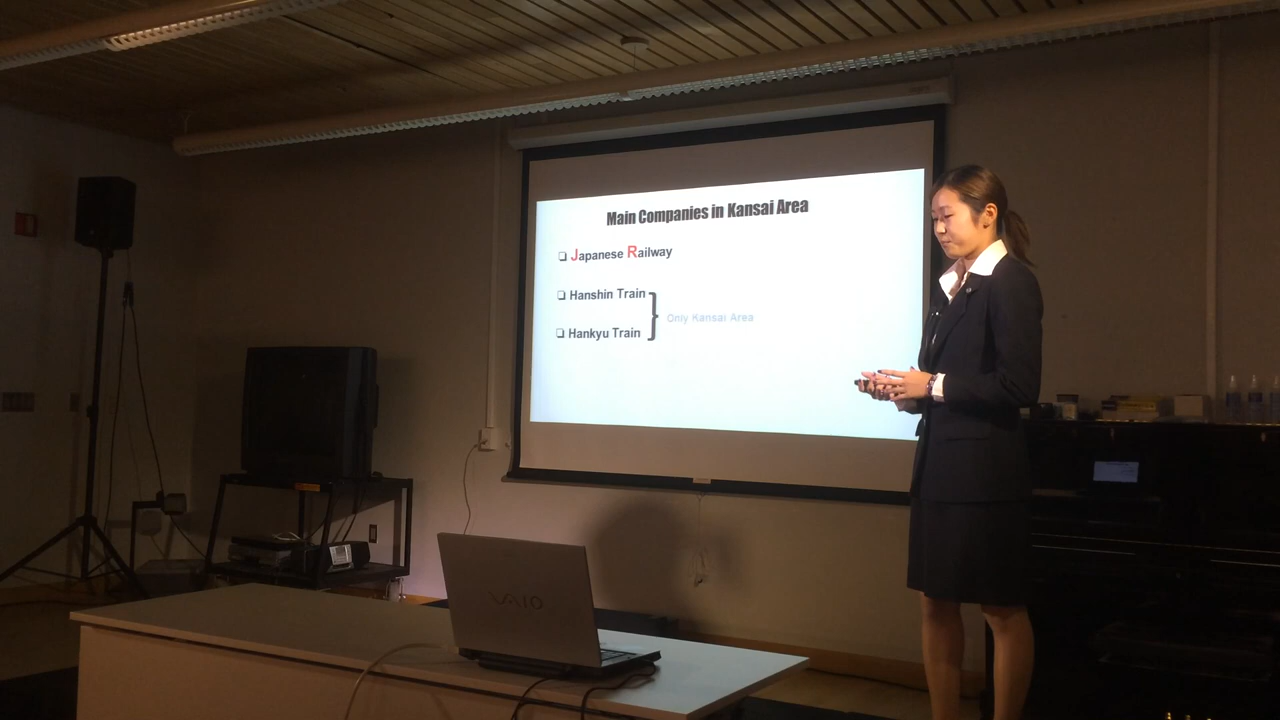 Main Companies in Kansai Area
Japanese Railway
Hanshin Train
Hankyu Train
Only Kansai Area
VAIO